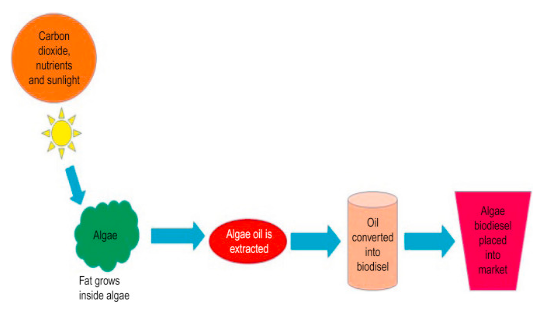 Carbon
dioxide,
nutrients
and sunlight
Algae
Fat grows
inside algae
Algae oil is
extracted
Oil
converted
into
biodisel
Algae
biodiesel
placed
into
market